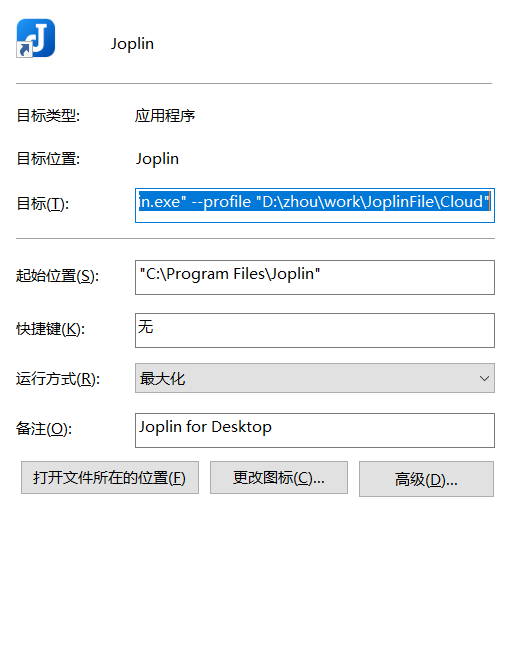 Joplin
目标类型: 应用程序
目标位置: Joplin
目标(T): in.exe" --profile "D:\zhou\work\JoplinFile\Cloud"
起始位置(S): "C:\Program Files\Joplin"
快捷键(K): 无
运行方式(R): 最大化
备注(O): Joplin for Desktop
打开文件所在的位置(F) 更改图标(C)... 高级(D)...